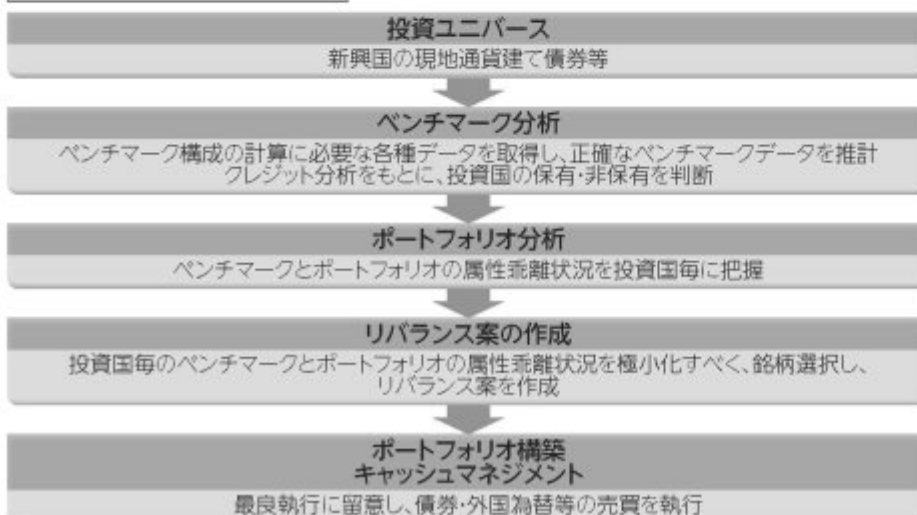 投資ユニバース
新興国の現地通貨建て債券等
ベンチマーク分析
ベンチマーク構成の計算に必要な各種データを取得し、正確なベンチマークデータを推計
クレジット分析をもとに、投資国の保有・非保有を判断
ポートフォリオ分析
ベンチマークとポートフォリオの属性乖離状況を投資国毎に把握
リバランス案の作成
投資国毎のベンチマークとポートフォリオの属性乖離状況を極小化すべく、銘柄選択し、
リバランス案を作成
ポートフォリオ構築
キャッシュマネジメント
最良執行に留意し、債券・外国為替等の売買を執行